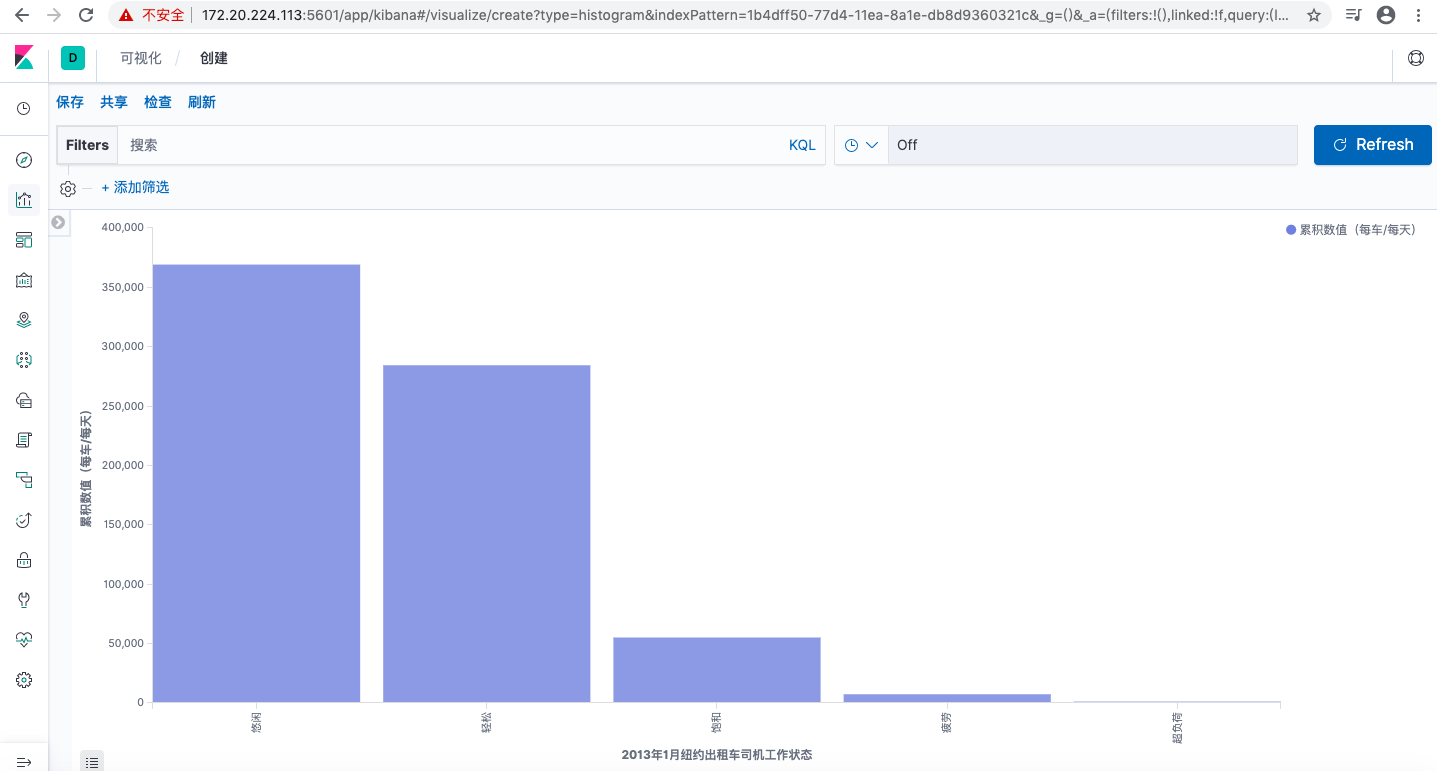 不安全 172.20.224.113:5601/app/kibana#/visualize/create?type=histogram&indexPattern=1b4dff50-77d4-11ea-8a1e-db8d9360321c&_g=()&_a=(filters:!(),linked:!f,query:(l...
D 可视化 / 创建
保存 共享 检查 刷新
Filters 搜索 KQL Off Refresh
+ 添加筛选
累积数值（每车/每天）
400,000
350,000
300,000
250,000
200,000
150,000
100,000
50,000
0
累积数值（每车/每天）
悠闲 轻松 饱和 疲劳 超负荷
2013年1月纽约出租车司机工作状态